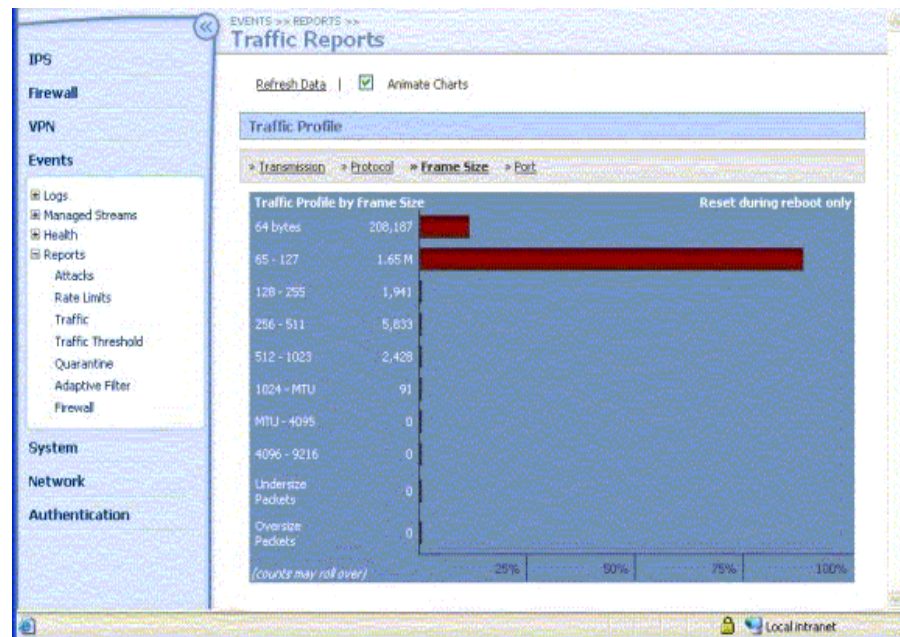 EVENTS >> REPORTS >>
Traffic Reports
IPS
Firewall
VPN
Events
Logs
Managed Streams
Health
Reports
Attacks
Rate Limits
Traffic
Traffic Threshold
Quarantine
Adaptive Filter
Firewall
System
Network
Authentication
Refresh Data | Animate Charts
Traffic Profile
» Transmission » Protocol » Frame Size » Port
Traffic Profile by Frame Size Reset during reboot only
64 bytes 208,187
65 - 127 1.65 M
128 - 255 1,941
256 - 511 5,833
512 - 1023 2,428
1024 - MTU 91
MTU - 4095 0
4096 - 9216 0
Undersize
Packets 0
Oversize
Packets 0
(counts may roll over) 25% 50% 75% 100%
Local intranet